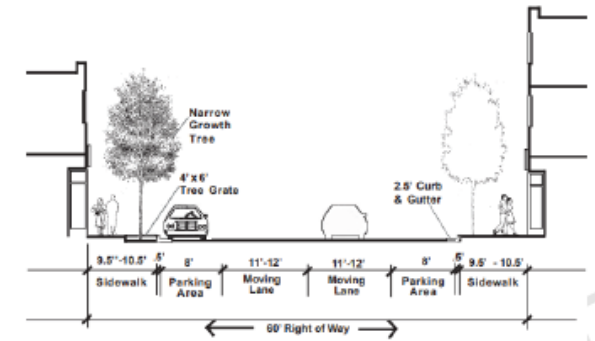 Narrow
Growth
Tree
4' x 6'
Tree Grate
2.5' Curb
& Gutter
9.5"-10.5' .5' 8' 11'-12' 11'-12' 8' .5' 9.5' - 10.5'
Sidewalk Parking Area Moving Lane Moving Lane Parking Area Sidewalk
60' Right of Way